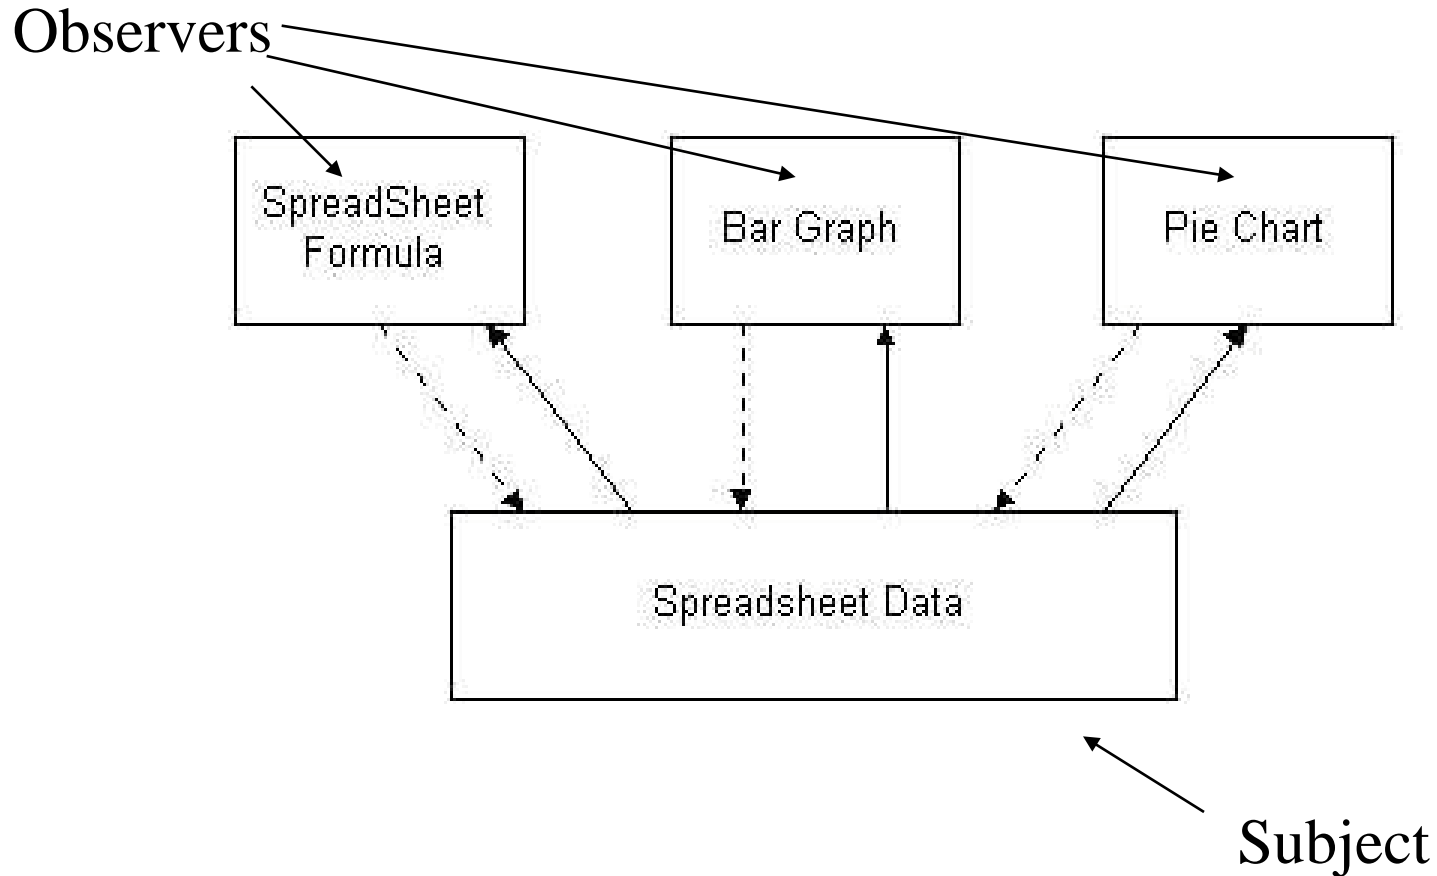 Observers
SpreadSheet
Formula
Bar Graph
Pie Chart
Spreadsheet Data
Subject